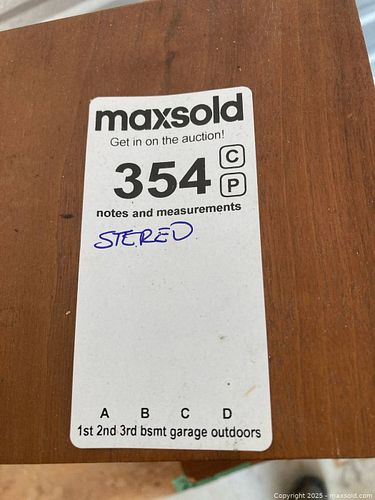 maxsold
Get in on the auction!
354 C
P
notes and measurements
STEREO
A B C D
1st 2nd 3rd bsmt garage outdoors
Copyright 2025 - maxsold.com